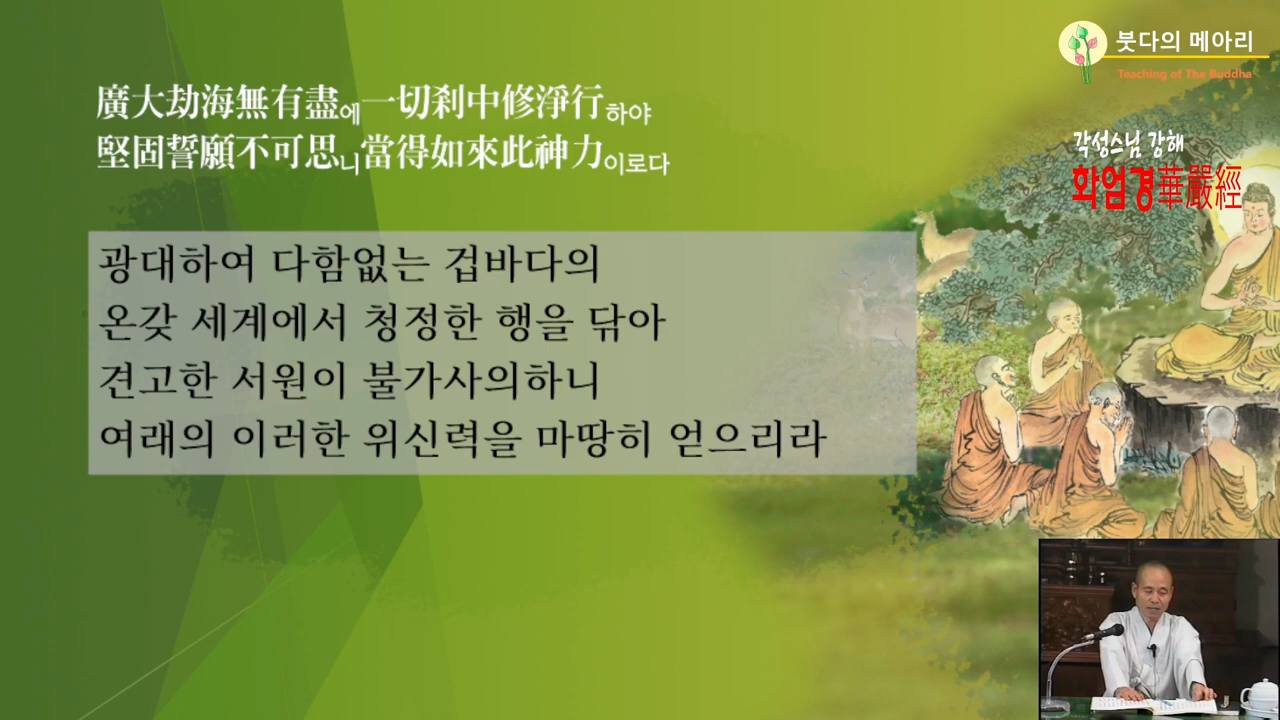 붓다의 메아리
Teaching of The Buddha
廣大劫海無有盡에一切刹中修淨行하야
堅固誓願不可思니當得如來此神力이로다
각성스님 강해
화엄경華嚴經
광대하여 다함없는 겁바다의
온갖 세계에서 청정한 행을 닦아
견고한 서원이 불가사의하니
여래의 이러한 위신력을 마땅히 얻으리라